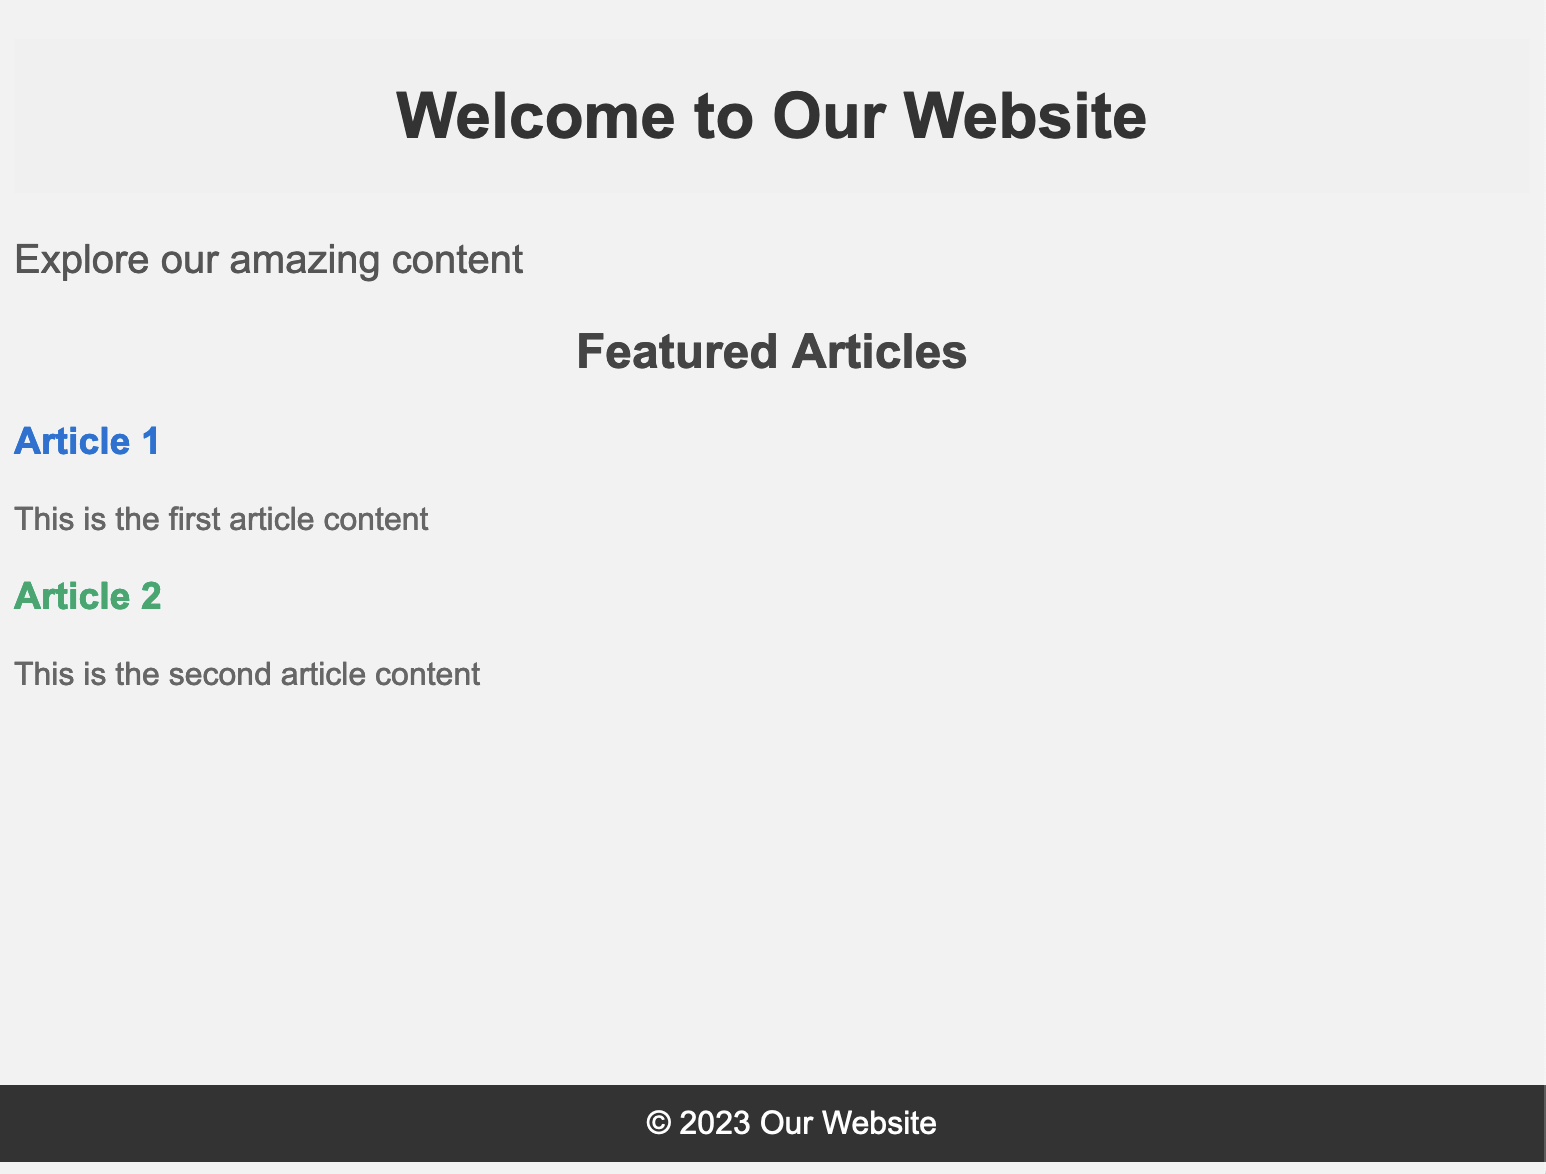 Welcome to Our Website
Explore our amazing content
Featured Articles
Article 1
This is the first article content
Article 2
This is the second article content
© 2023 Our Website